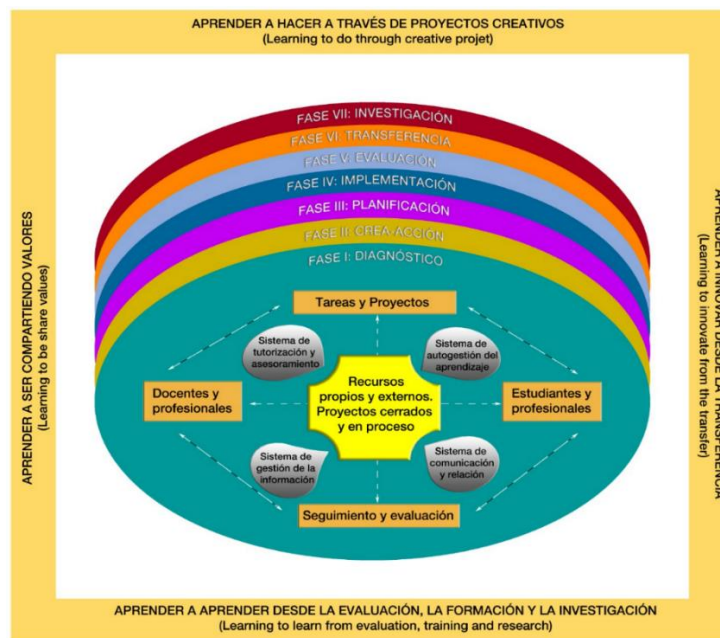 APRENDER A HACER A TRAVÉS DE PROYECTOS CREATIVOS
(Learning to do through creative projet)
APRENDER A SER COMPARTIENDO VALORES
(Learning to be share values)
FASE VII: INVESTIGACIÓN
FASE VI: TRANSFERENCIA
FASE V: EVALUACIÓN
FASE IV: IMPLEMENTACIÓN
FASE III: PLANIFICACIÓN
FASE II: CREA-ACCIÓN
FASE I: DIAGNÓSTICO
Tareas y Proyectos
Sistema de
tutorización y
asesoramiento
Sistema de
autogestión del
aprendizaje
Docentes y
profesionales
Recursos
propios y externos.
Proyectos cerrados
y en proceso
Estudiantes y
profesionales
Sistema de
gestión de la
información
Sistema de
comunicación
y relación
Seguimiento y evaluación
APRENDER A INNOVAR DESDE LA TRANSFERENCIA
(Learning to innovate from the transfer)
APRENDER A APRENDER DESDE LA EVALUACIÓN, LA FORMACIÓN Y LA INVESTIGACIÓN
(Learning to learn from evaluation, training and research)